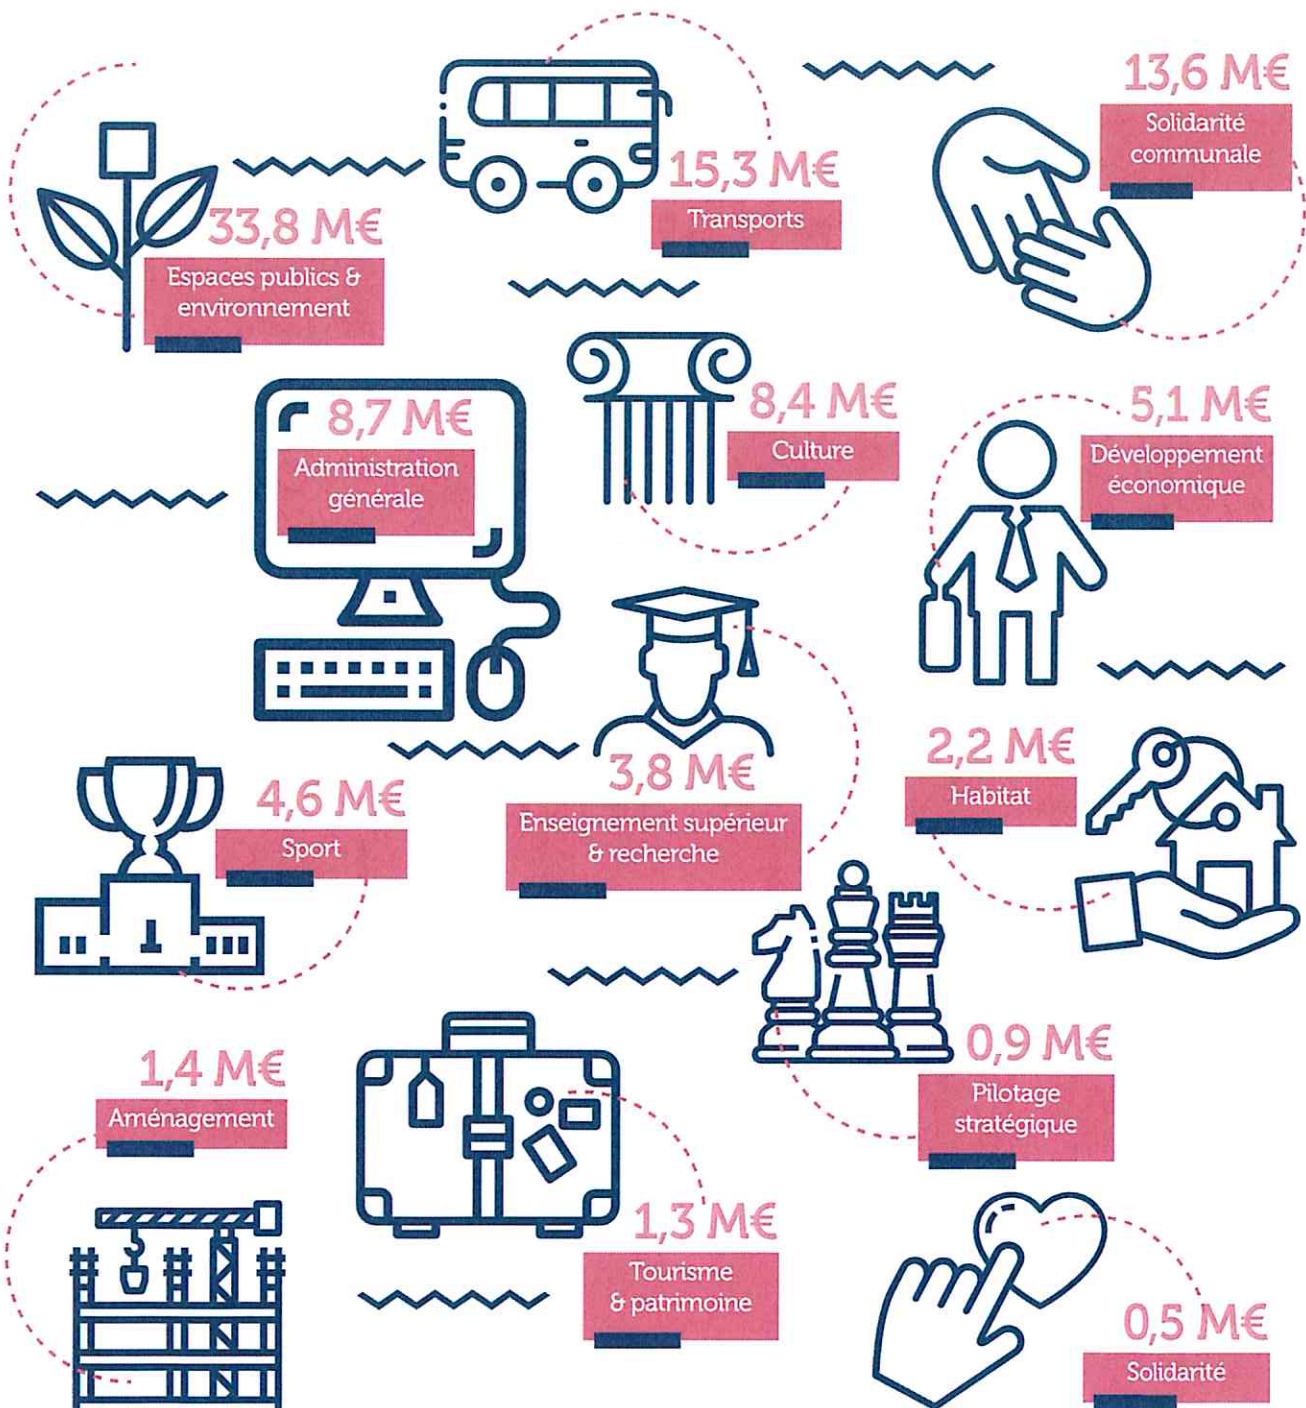 13,6 M€
Solidarité
communale
15,3 M€
Transports
33,8 M€
Espaces publics &
environnement
8,7 M€
Administration
générale
8,4 M€
Culture
5,1 M€
Développement
économique
4,6 M€
Sport
3,8 M€
Enseignement supérieur
& recherche
2,2 M€
Habitat
1,4 M€
Aménagement
0,9 M€
Pilotage
stratégique
1,3 M€
Tourisme
& patrimoine
0,5 M€
Solidarité